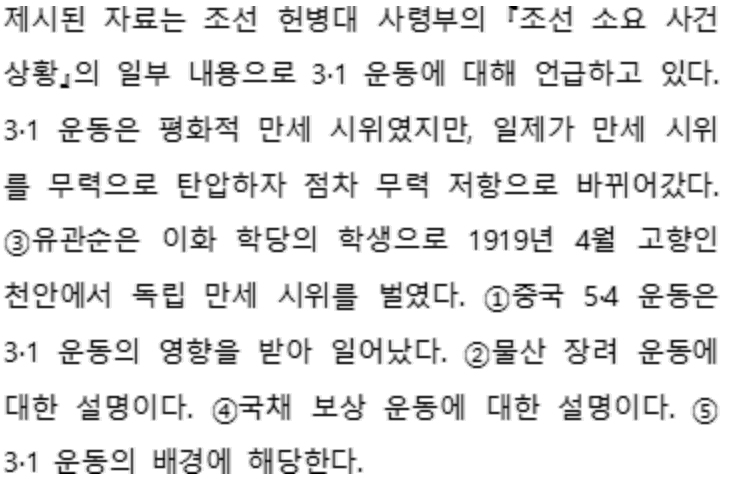 제시된 자료는 조선 헌병대 사령부의 『조선 소요 사건
상황』의 일부 내용으로 3·1 운동에 대해 언급하고 있다.
3·1 운동은 평화적 만세 시위였지만, 일제가 만세 시위
를 무력으로 탄압하자 점차 무력 저항으로 바뀌어갔다.
③유관순은 이화 학당의 학생으로 1919년 4월 고향인
천안에서 독립 만세 시위를 벌였다. ①중국 5·4 운동은
3·1 운동의 영향을 받아 일어났다. ②물산 장려 운동에
대한 설명이다. ④국채 보상 운동에 대한 설명이다. ⑤
3·1 운동의 배경에 해당한다.